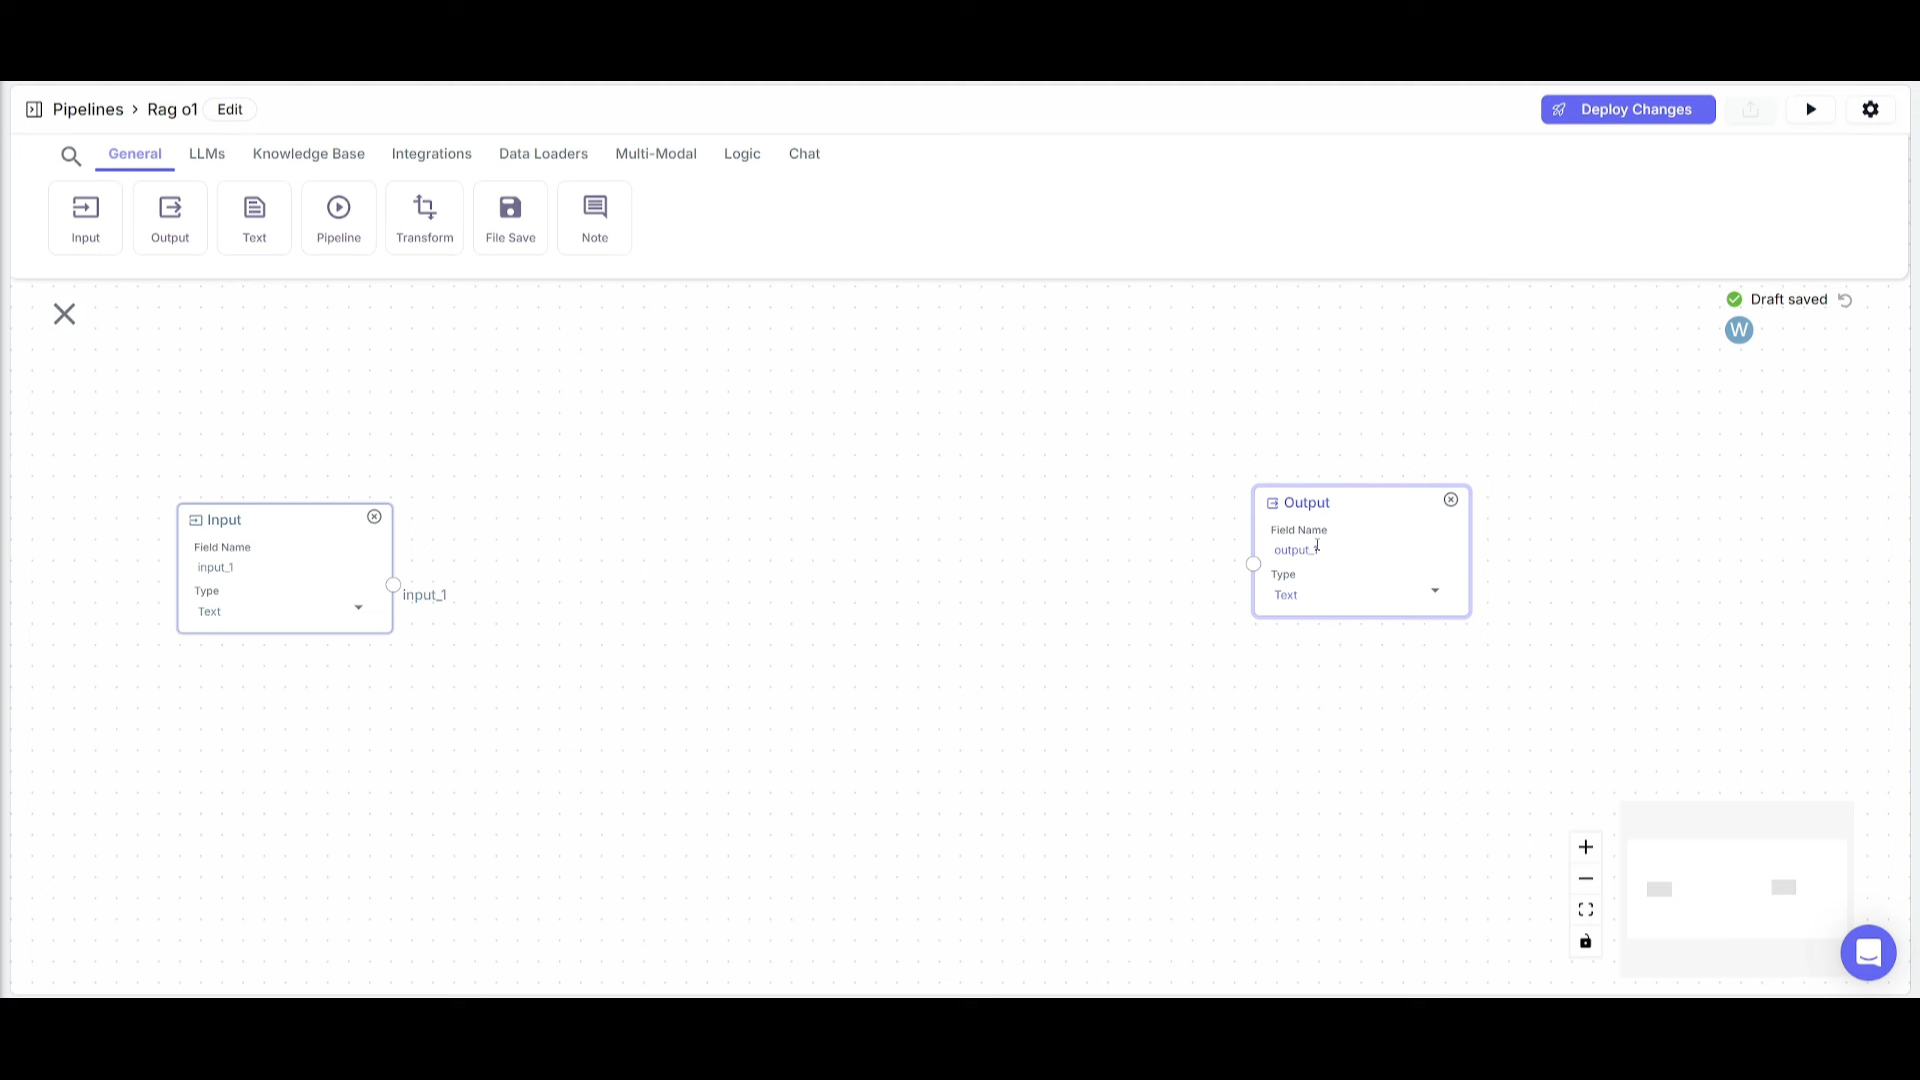 Pipelines > Rag o1 Edit
Deploy Changes
General LLMs Knowledge Base Integrations Data Loaders Multi-Modal Logic Chat
Input Output Text Pipeline Transform File Save Note
Draft saved
W
Output
Field Name
output_1
Type
Text
Input
Field Name
input_1
Type
Text
input_1